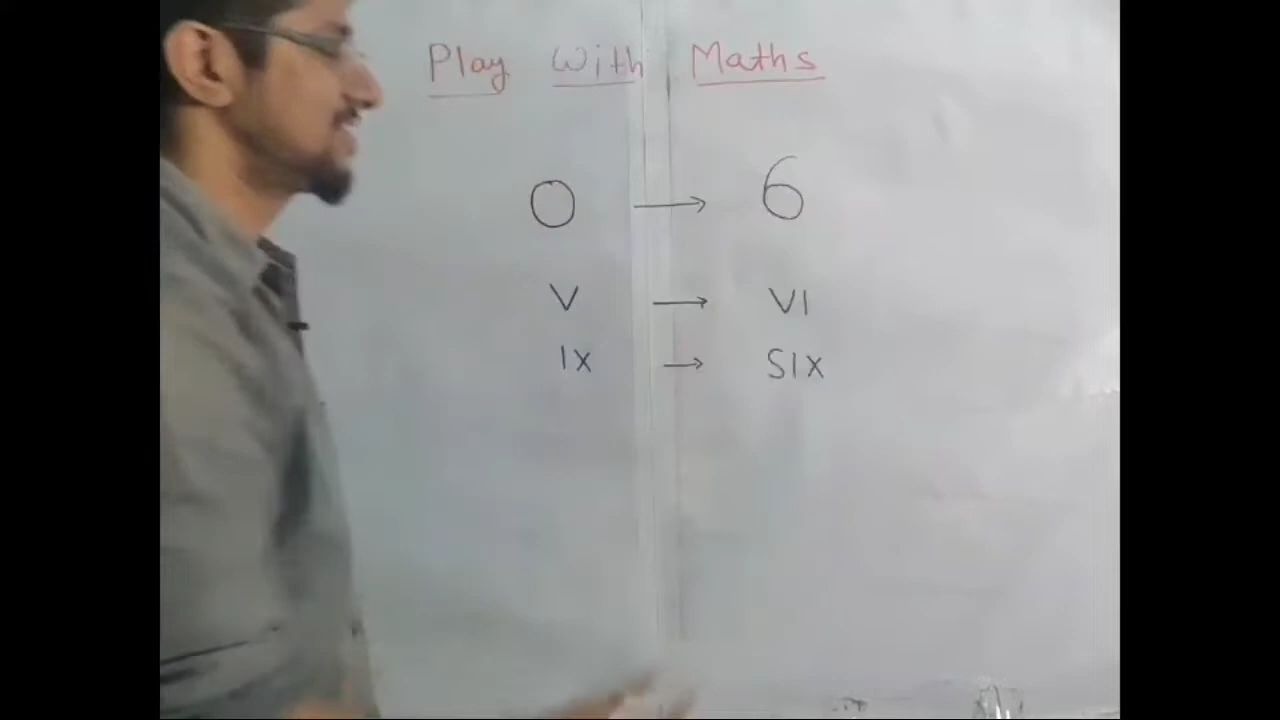 Play With Maths
0 → 6
V → VI
IX → SIX